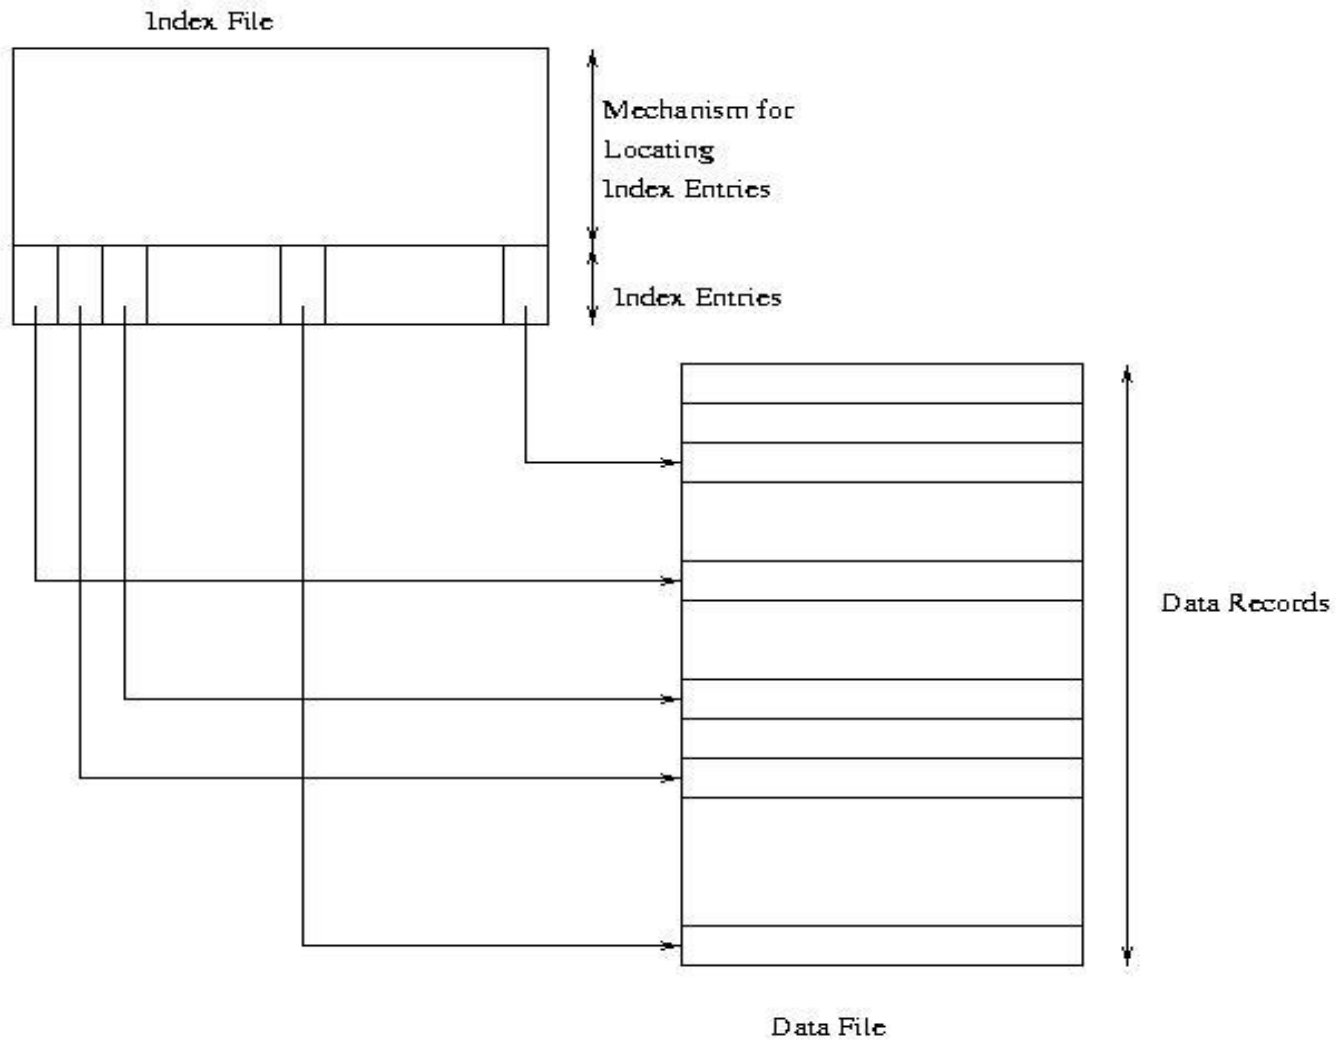 Index File
Mechanism for
Locating
Index Entries
Index Entries
Data Records
Data File